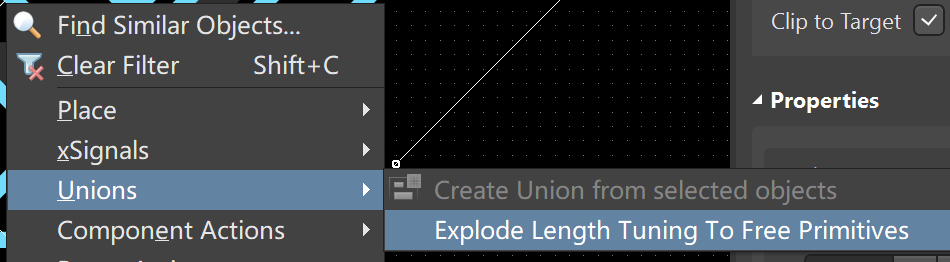 Find Similar Objects...
Clear Filter Shift+C
Place
xSignals
Unions
Component Actions
Create Union from selected objects
Explode Length Tuning To Free Primitives
Clip to Target
Properties